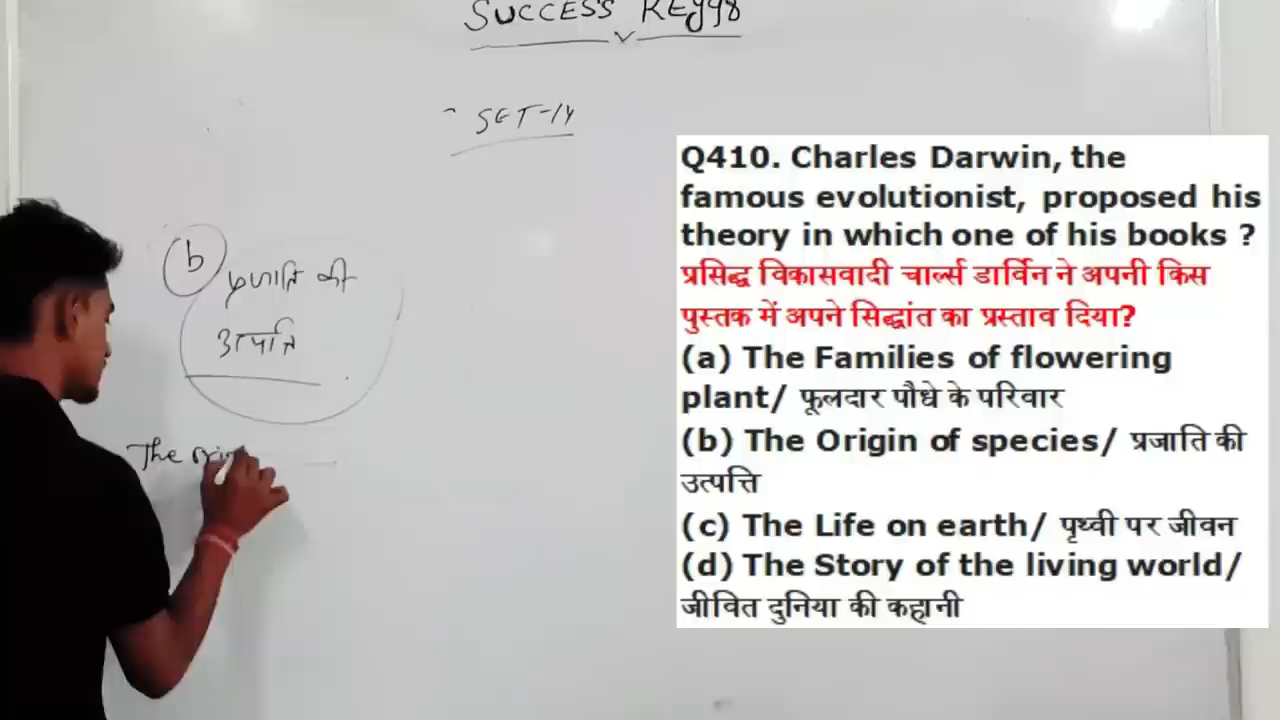 SUCCESS KEY98
SET-14
b
प्रजाति की
उत्पत्ति
The origi
Q410. Charles Darwin, the
famous evolutionist, proposed his
theory in which one of his books ?
प्रसिद्ध विकासवादी चार्ल्स डार्विन ने अपनी किस
पुस्तक में अपने सिद्धांत का प्रस्ताव दिया?
(a) The Families of flowering
plant/ फूलदार पौधे के परिवार
(b) The Origin of species/ प्रजाति की
उत्पत्ति
(c) The Life on earth/ पृथ्वी पर जीवन
(d) The Story of the living world/
जीवित दुनिया की कहानी